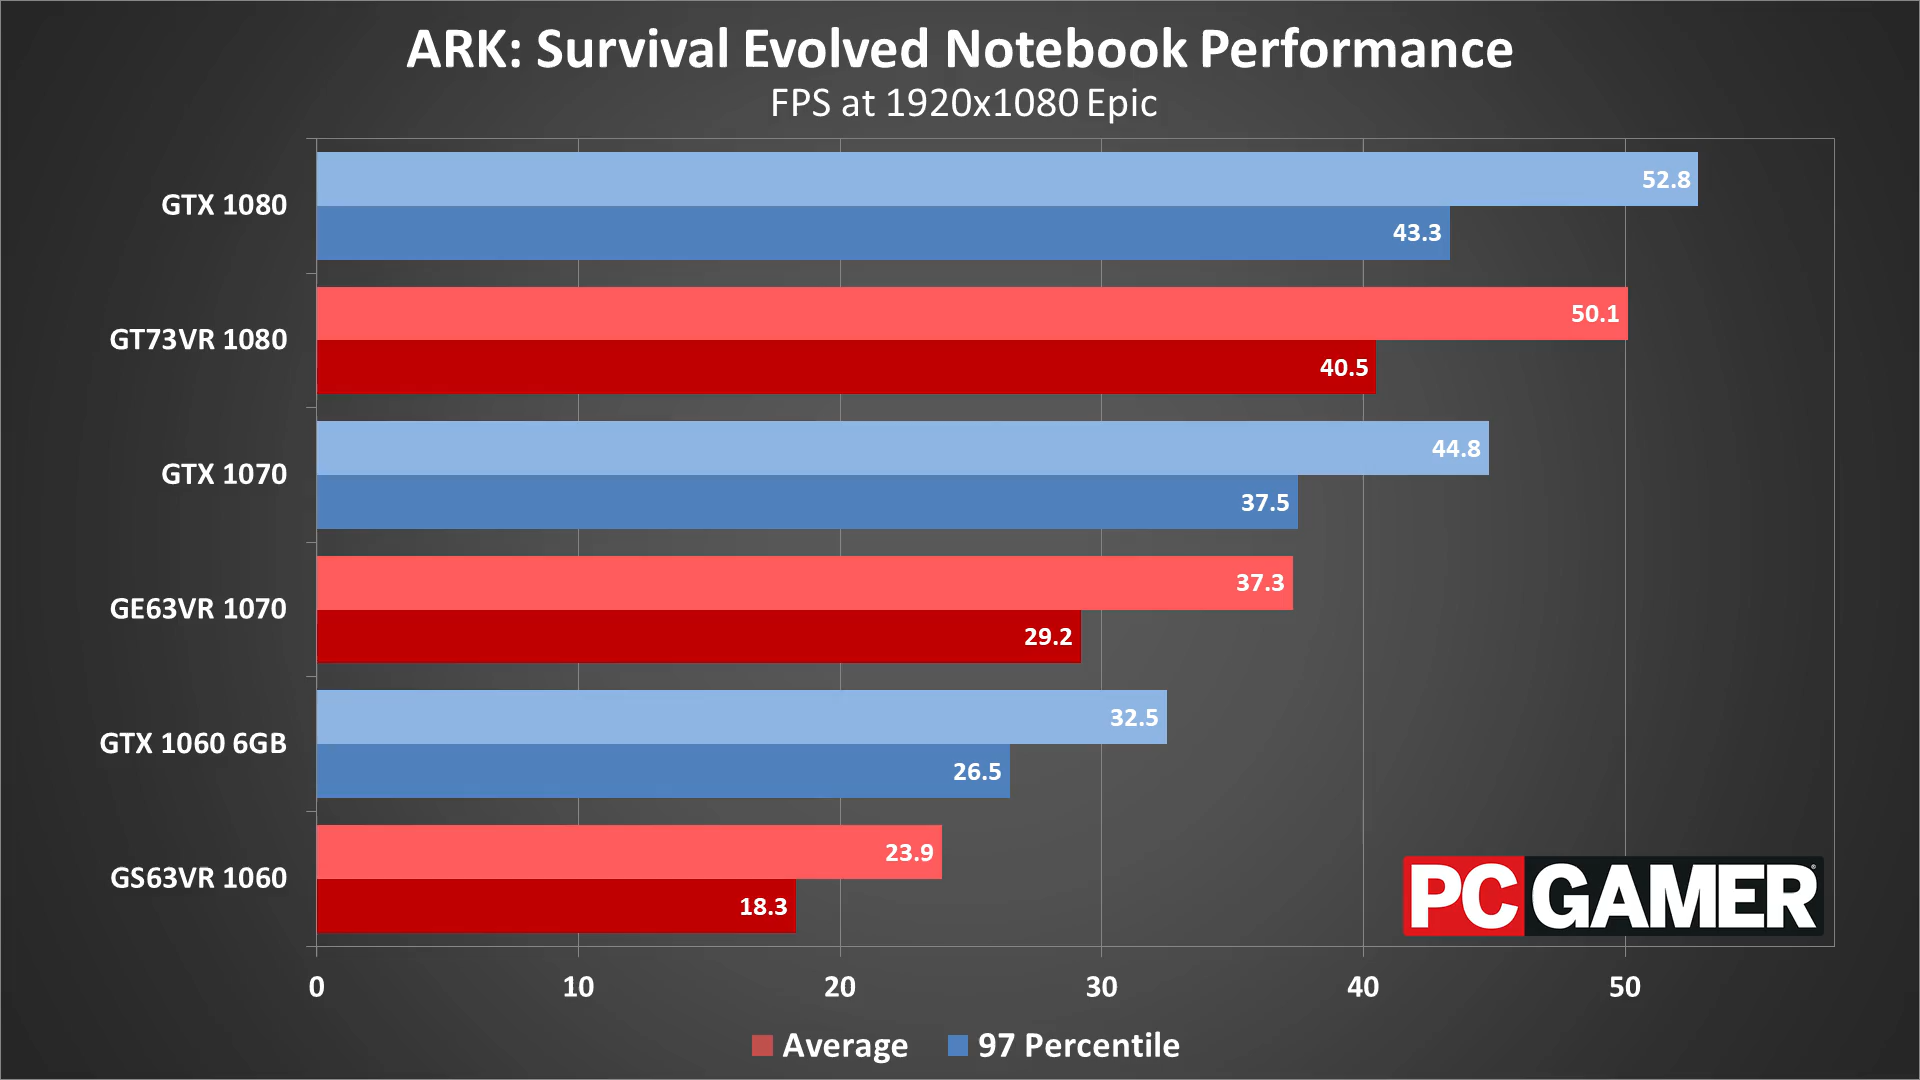 ARK: Survival Evolved Notebook Performance
FPS at 1920x1080 Epic
GTX 1080
52.8
43.3
GT73VR 1080
50.1
40.5
GTX 1070
44.8
37.5
GE63VR 1070
37.3
29.2
GTX 1060 6GB
32.5
26.5
GS63VR 1060
23.9
18.3
PC GAMER
0 10 20 30 40 50
Average 97 Percentile